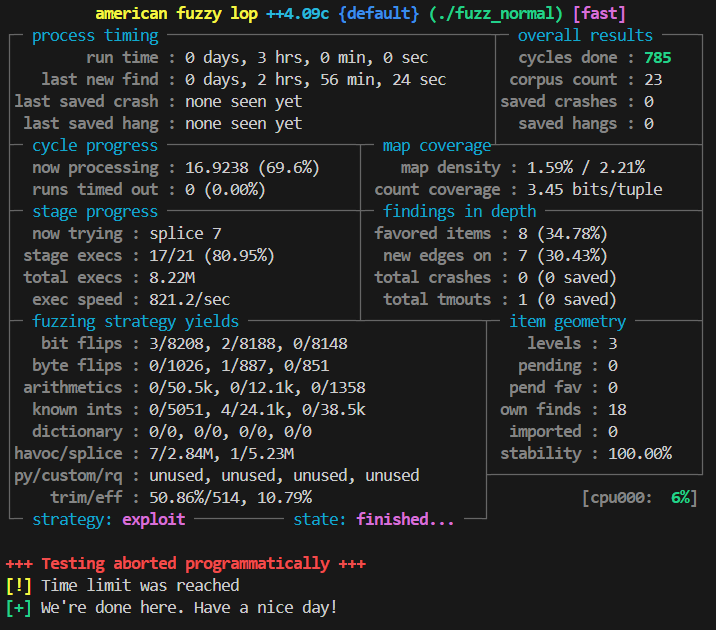 american fuzzy lop ++4.09c {default} (./fuzz_normal) [fast]
process timing overall results
run time : 0 days, 3 hrs, 0 min, 0 sec cycles done : 785
last new find : 0 days, 2 hrs, 56 min, 24 sec corpus count : 23
last saved crash : none seen yet saved crashes : 0
last saved hang : none seen yet saved hangs : 0
cycle progress map coverage
now processing : 16.9238 (69.6%) map density : 1.59% / 2.21%
runs timed out : 0 (0.00%) count coverage : 3.45 bits/tuple
stage progress findings in depth
now trying : splice 7 favored items : 8 (34.78%)
stage execs : 17/21 (80.95%) new edges on : 7 (30.43%)
total execs : 8.22M total crashes : 0 (0 saved)
exec speed : 821.2/sec total tmouts : 1 (0 saved)
fuzzing strategy yields item geometry
bit flips : 3/8208, 2/8188, 0/8148 levels : 3
byte flips : 0/1026, 1/887, 0/851 pending : 0
arithmetics : 0/50.5k, 0/12.1k, 0/1358 pend fav : 0
known ints : 0/5051, 4/24.1k, 0/38.5k own finds : 18
dictionary : 0/0, 0/0, 0/0, 0/0 imported : 0
havoc/splice : 7/2.84M, 1/5.23M stability : 100.00%
py/custom/rq : unused, unused, unused, unused
trim/eff : 50.86%/514, 10.79% [cpu000: 6%]
strategy: exploit state: finished...
+++ Testing aborted programmatically +++
[!] Time limit was reached
[+] We're done here. Have a nice day!